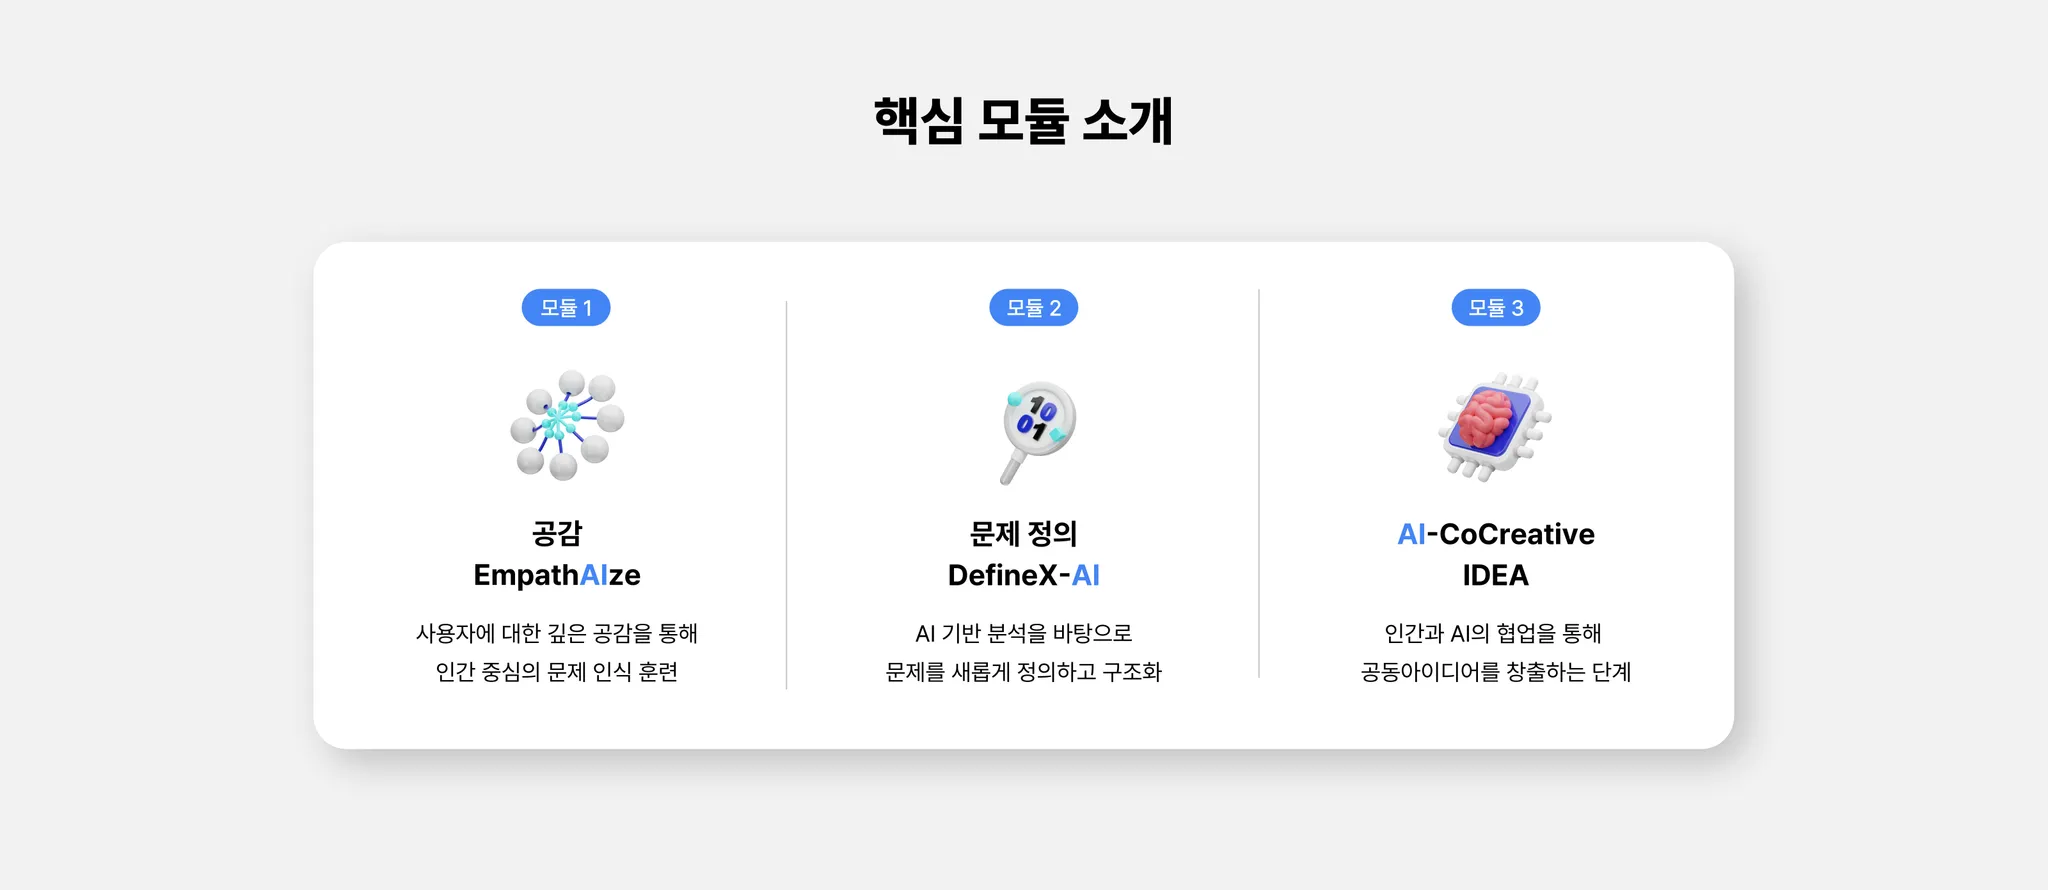 핵심 모듈 소개
모듈 1
공감
EmpathAIze
사용자에 대한 깊은 공감을 통해
인간 중심의 문제 인식 훈련
모듈 2
10
01
문제 정의
DefineX-AI
AI 기반 분석을 바탕으로
문제를 새롭게 정의하고 구조화
모듈 3
AI-CoCreative
IDEA
인간과 AI의 협업을 통해
공동아이디어를 창출하는 단계